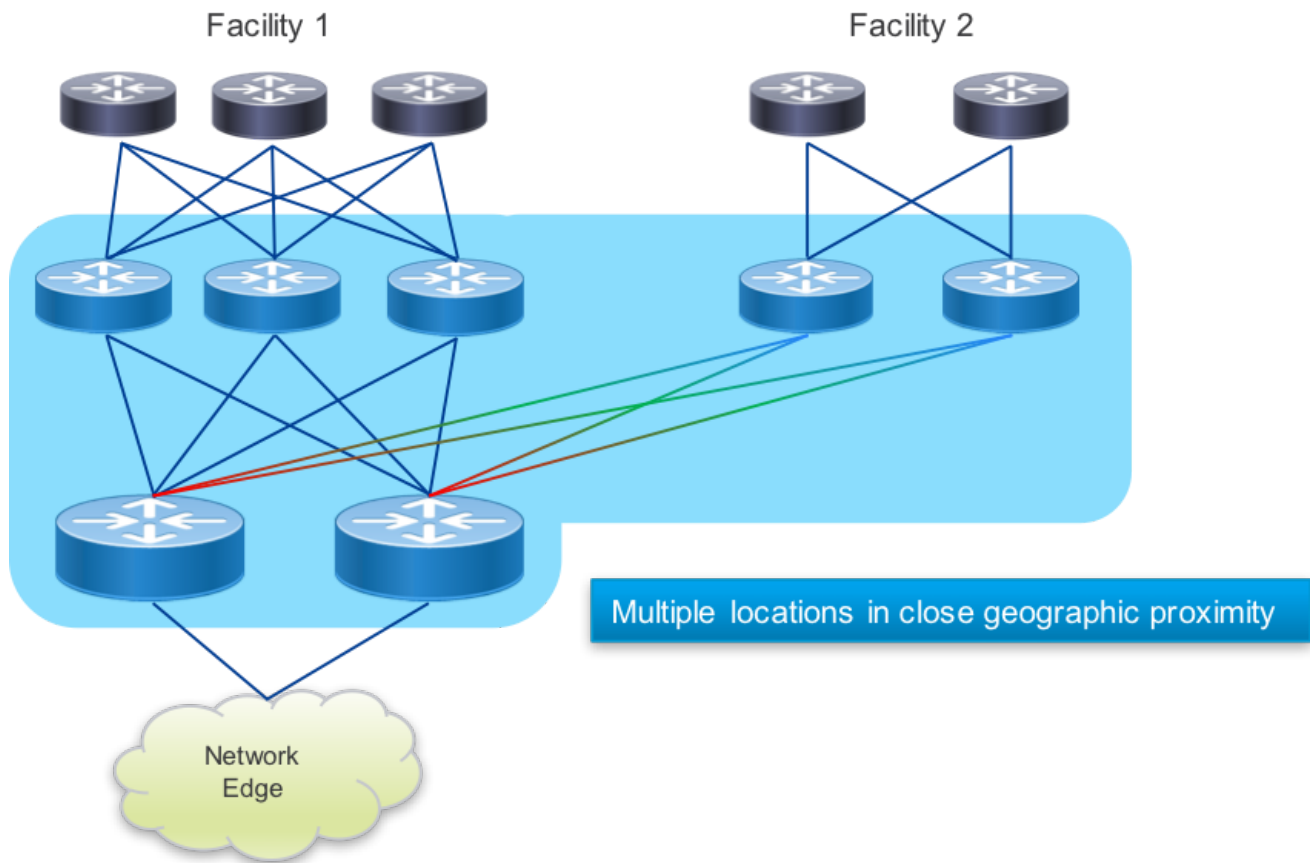 Facility 1
Facility 2
Multiple locations in close geographic proximity
Network
Edge